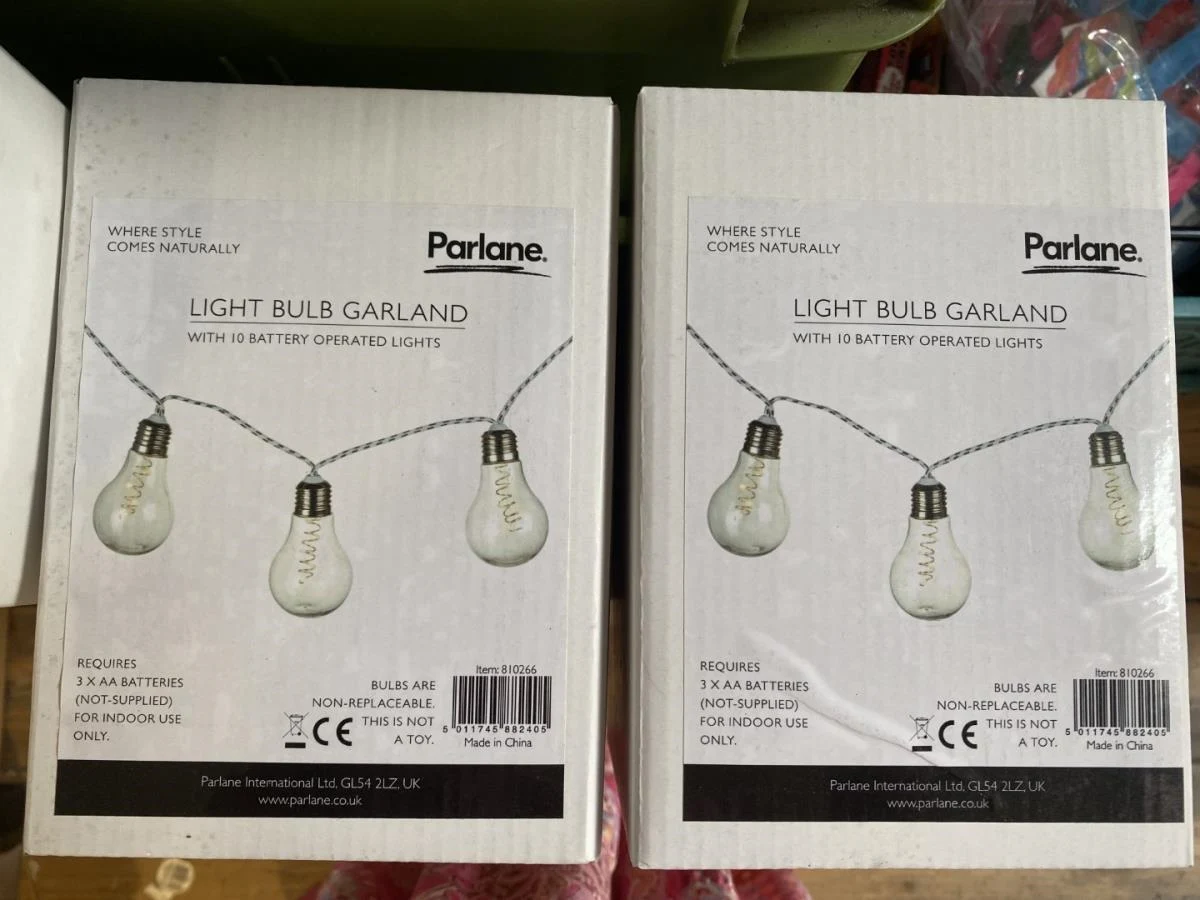 WHERE STYLE
COMES NATURALLY
Parlane.
LIGHT BULB GARLAND
WITH 10 BATTERY OPERATED LIGHTS
REQUIRES
3 X AA BATTERIES
(NOT-SUPPLIED)
FOR INDOOR USE
ONLY.
BULBS ARE
NON-REPLACEABLE.
THIS IS NOT
A TOY.
CE
Item: 810266
5 011745 882405
Made in China
Parlane International Ltd, GL54 2LZ, UK
www.parlane.co.uk
WHERE STYLE
COMES NATURALLY
Parlane.
LIGHT BULB GARLAND
WITH 10 BATTERY OPERATED LIGHTS
REQUIRES
3 X AA BATTERIES
(NOT-SUPPLIED)
FOR INDOOR USE
ONLY.
BULBS ARE
NON-REPLACEABLE.
THIS IS NOT
A TOY.
CE
Item: 810266
5 011745 882405
Made in China
Parlane International Ltd, GL54 2LZ, UK
www.parlane.co.uk